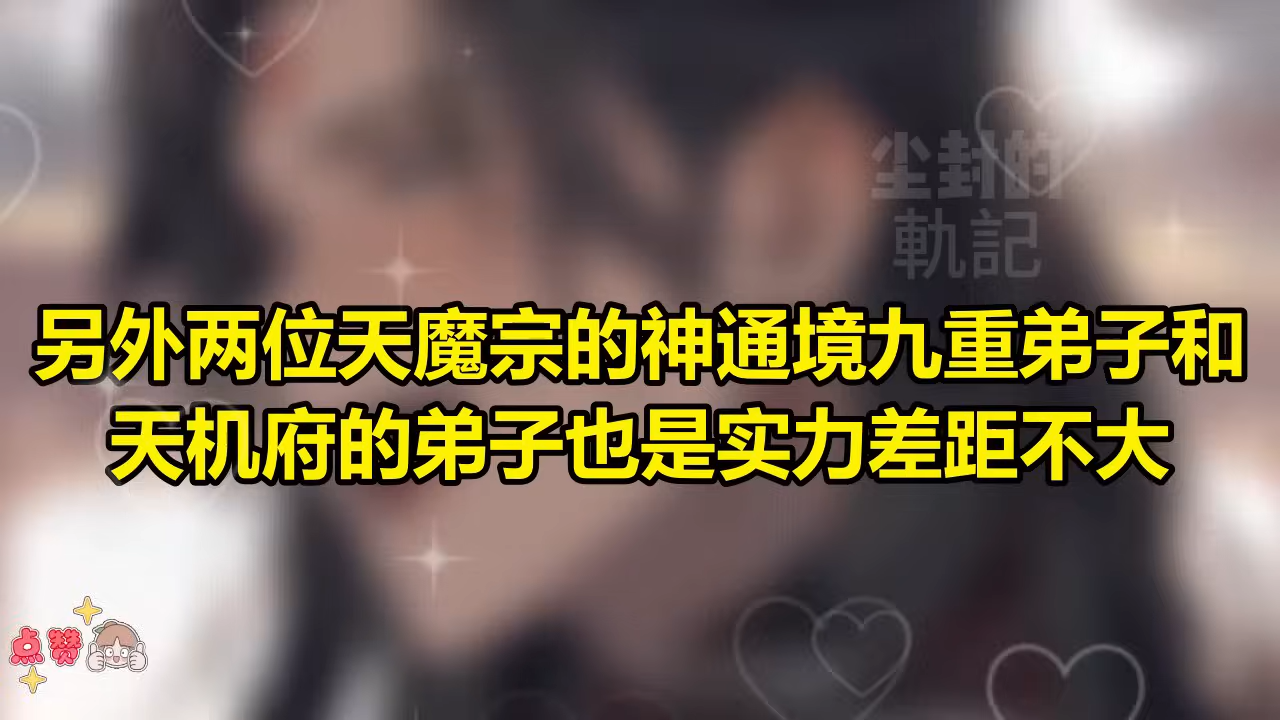 尘封的
軌記
另外两位天魔宗的神通境九重弟子和
天机府的弟子也是实力差距不大
点赞